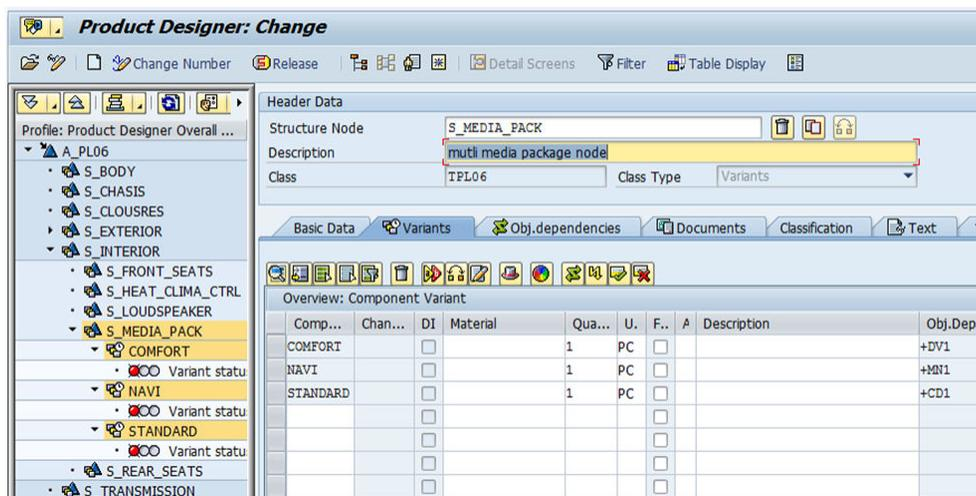 Product Designer: Change
Change Number Release Detail Screens Filter Table Display
Profile: Product Designer Overall ...
A_PL06
S_BODY
S_CHASIS
S_CLOUSRES
S_EXTERIOR
S_INTERIOR
S_FRONT_SEATS
S_HEAT_CLIMA_CTRL
S_LOUDSPEAKER
S_MEDIA_PACK
COMFORT
Variant statu
NAVI
Variant statu
STANDARD
Variant statu
S_REAR_SEATS
S_TRANSMISSION
Header Data
Structure Node S_MEDIA_PACK
Description mutli media package node
Class TPL06 Class Type Variants
Basic Data Variants Obj.dependencies Documents Classification Text
Overview: Component Variant
Comp... Chan... DI Material Qua... U. F.. A Description Obj.Dep
COMFORT 1 PC +DV1
NAVI 1 PC +MN1
STANDARD 1 PC +CD1